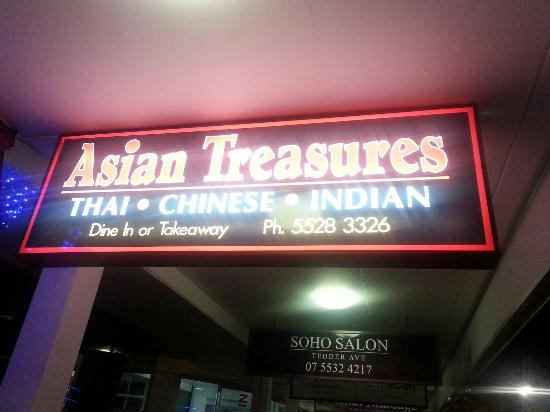 Asian Treasures
THAI • CHINESE • INDIAN
Dine In or Takeaway Ph. 5528 3326
SOHO SALON
TEDDER AVE
07 5532 4217